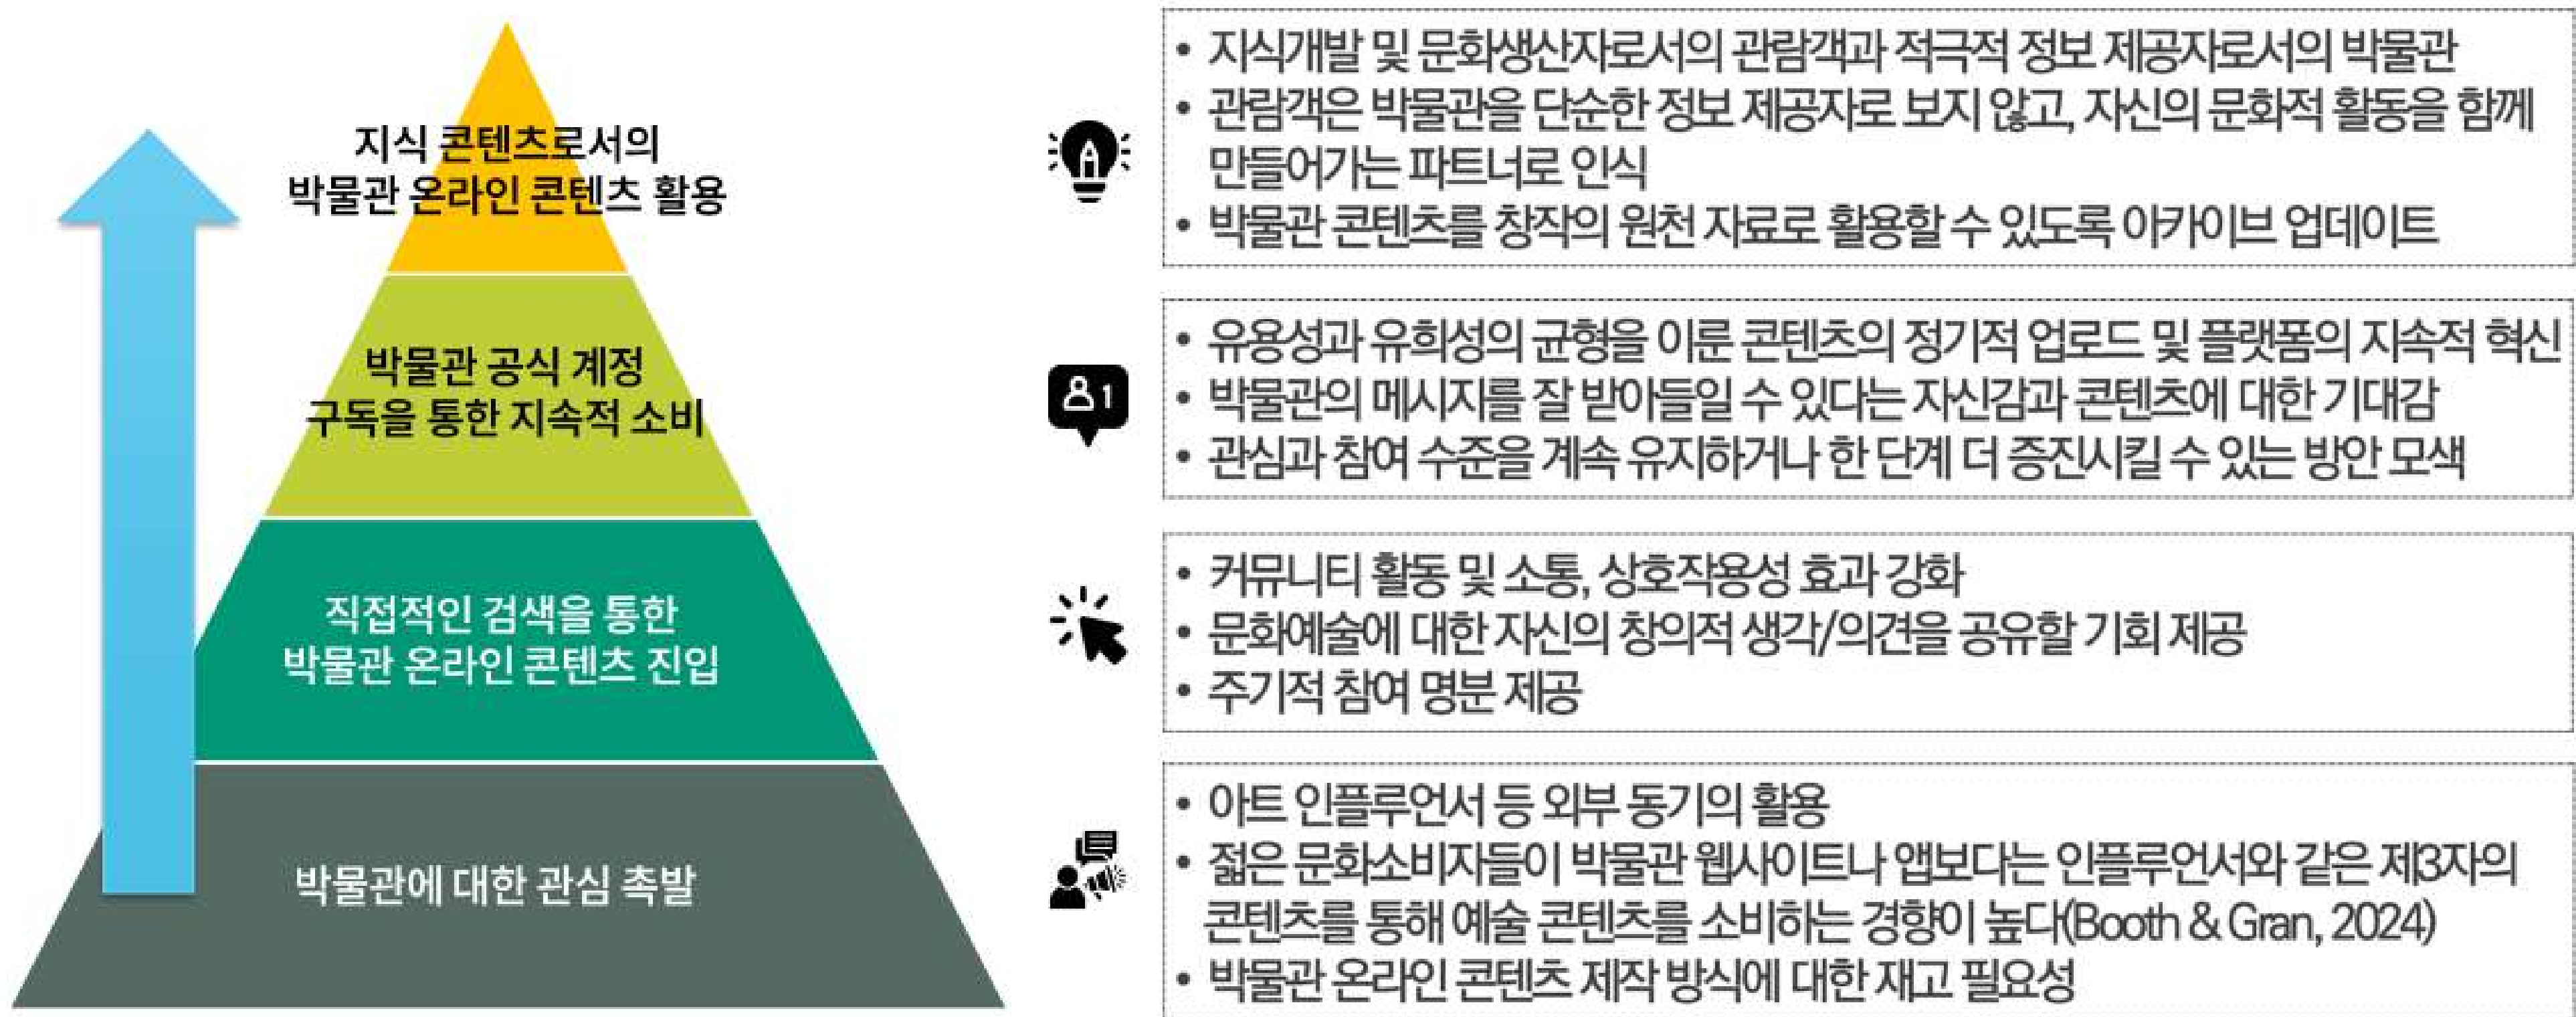 지식 콘텐츠로서의
박물관 온라인 콘텐츠 활용
• 지식개발 및 문화생산자로서의 관람객과 적극적 정보 제공자로서의 박물관
• 관람객은 박물관을 단순한 정보 제공자로 보지 않고, 자신의 문화적 활동을 함께
만들어가는 파트너로 인식
• 박물관 콘텐츠를 창작의 원천 자료로 활용할 수 있도록 아카이브 업데이트
박물관 공식 계정
구독을 통한 지속적 소비
1
• 유용성과 유희성의 균형을 이룬 콘텐츠의 정기적 업로드 및 플랫폼의 지속적 혁신
• 박물관의 메시지를 잘 받아들일 수 있다는 자신감과 콘텐츠에 대한 기대감
• 관심과 참여 수준을 계속 유지하거나 한 단계 더 증진시킬 수 있는 방안 모색
직접적인 검색을 통한
박물관 온라인 콘텐츠 진입
• 커뮤니티 활동 및 소통, 상호작용성 효과 강화
• 문화예술에 대한 자신의 창의적 생각/의견을 공유할 기회 제공
• 주기적 참여 명분 제공
박물관에 대한 관심 촉발
• 아트 인플루언서 등 외부 동기의 활용
• 젊은 문화소비자들이 박물관 웹사이트나 앱보다는 인플루언서와 같은 제3자의
콘텐츠를 통해 예술 콘텐츠를 소비하는 경향이 높다(Booth & Gran, 2024)
• 박물관 온라인 콘텐츠 제작 방식에 대한 재고 필요성